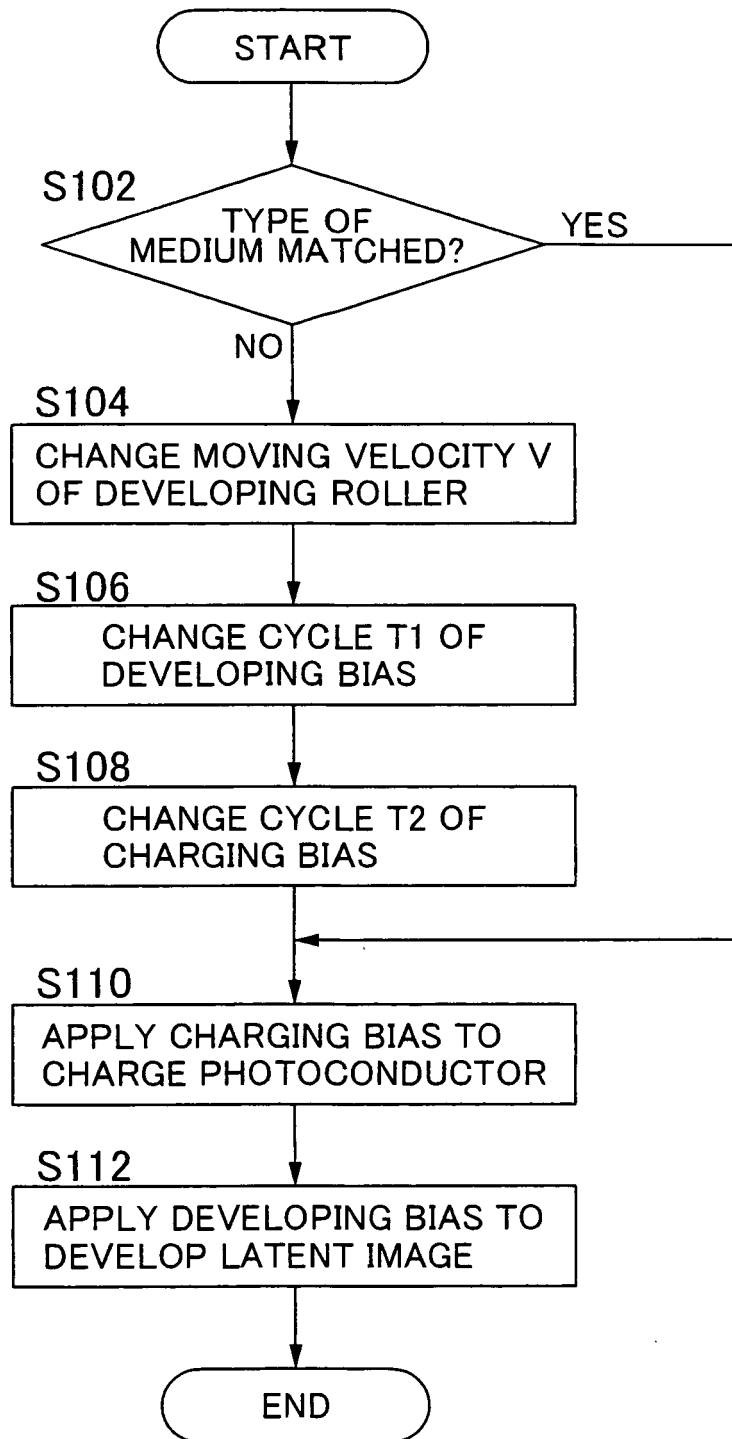 START
S102
TYPE OF
MEDIUM MATCHED?
YES
NO
S104
CHANGE MOVING VELOCITY V
OF DEVELOPING ROLLER
S106
CHANGE CYCLE T1 OF
DEVELOPING BIAS
S108
CHANGE CYCLE T2 OF
CHARGING BIAS
S110
APPLY CHARGING BIAS TO
CHARGE PHOTOCONDUCTOR
S112
APPLY DEVELOPING BIAS TO
DEVELOP LATENT IMAGE
END